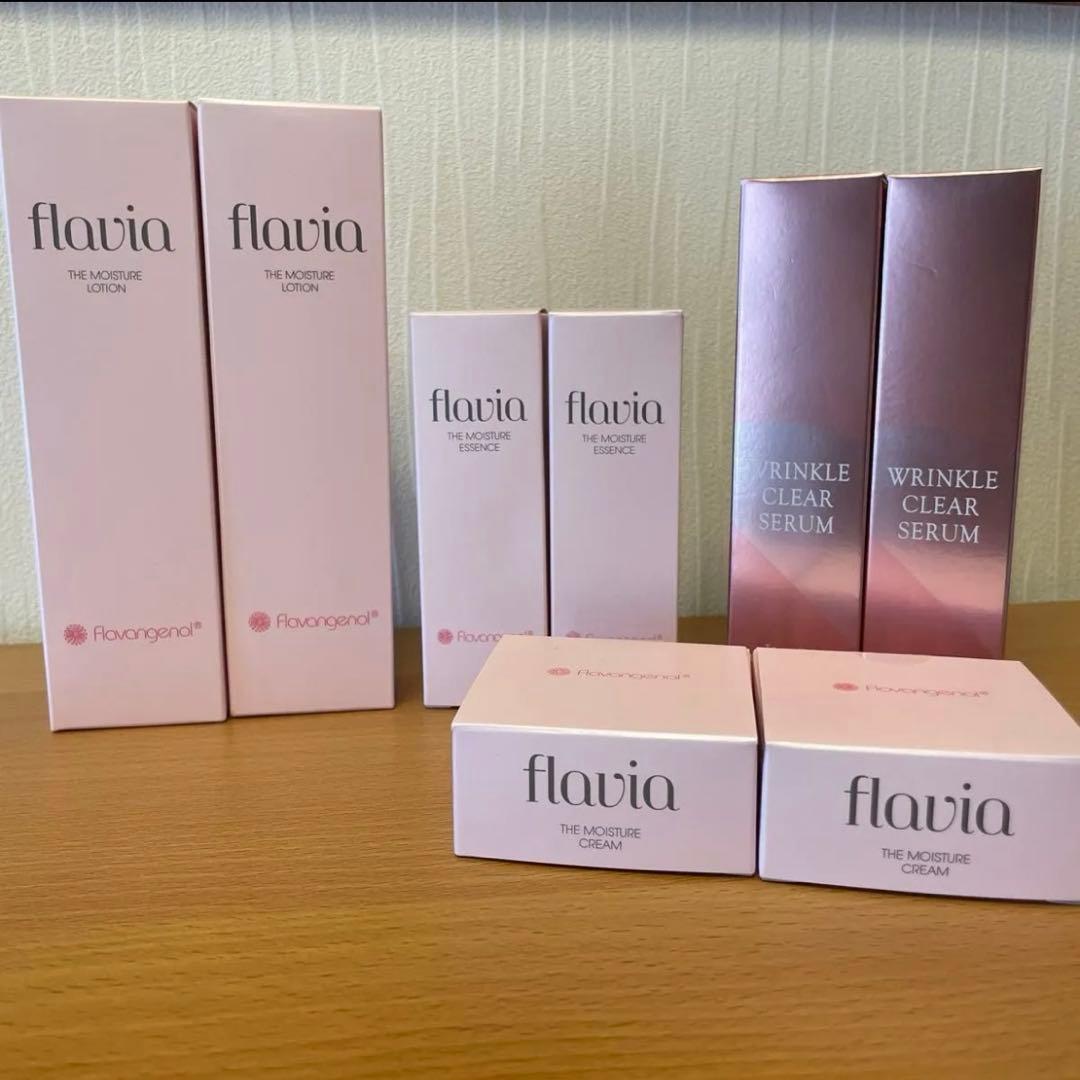 flavia
THE MOISTURE
LOTION
Flavangenol®
flavia
THE MOISTURE
LOTION
Flavangenol®
flavia
THE MOISTURE
ESSENCE
flavia
THE MOISTURE
ESSENCE
WRINKLE
CLEAR
SERUM
WRINKLE
CLEAR
SERUM
Flavangenol®
flavia
THE MOISTURE
CREAM
Flavangenol®
flavia
THE MOISTURE
CREAM